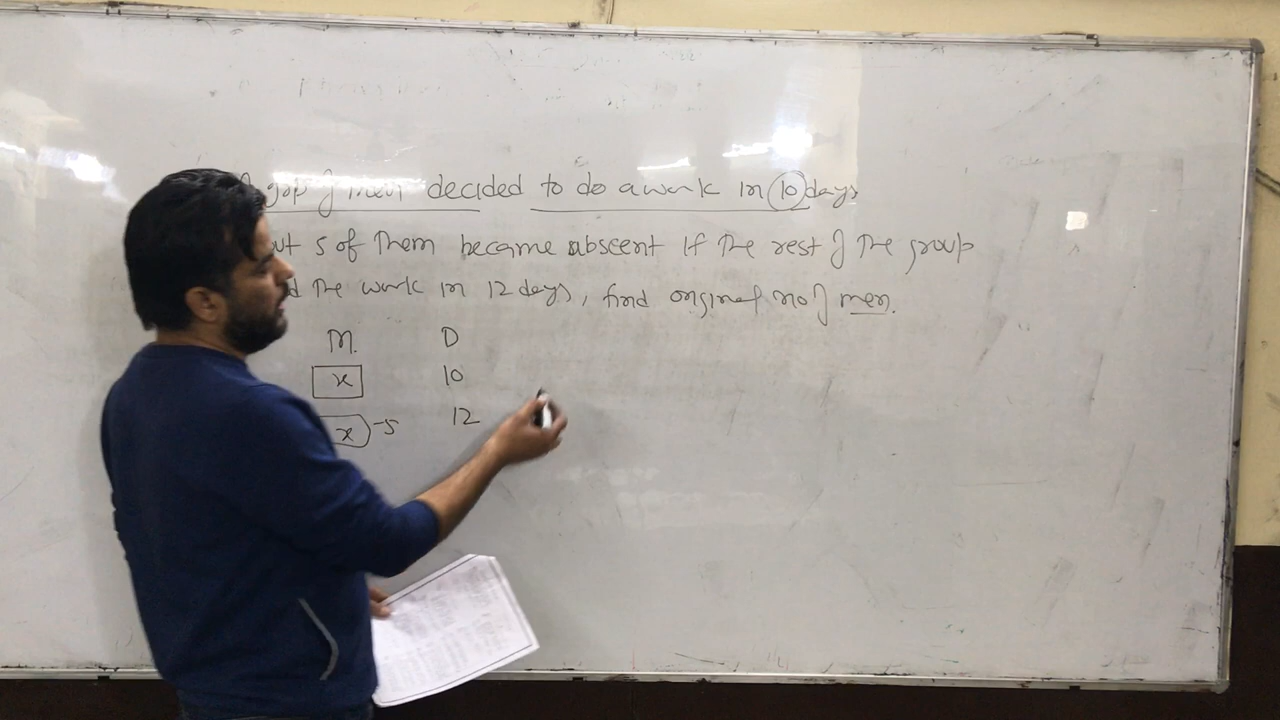 decided to do a work in 10 days
5 of Them became abscent if The rest of The group
The work in 12 days, find original no of men.
M. D
x 10
x -5 12